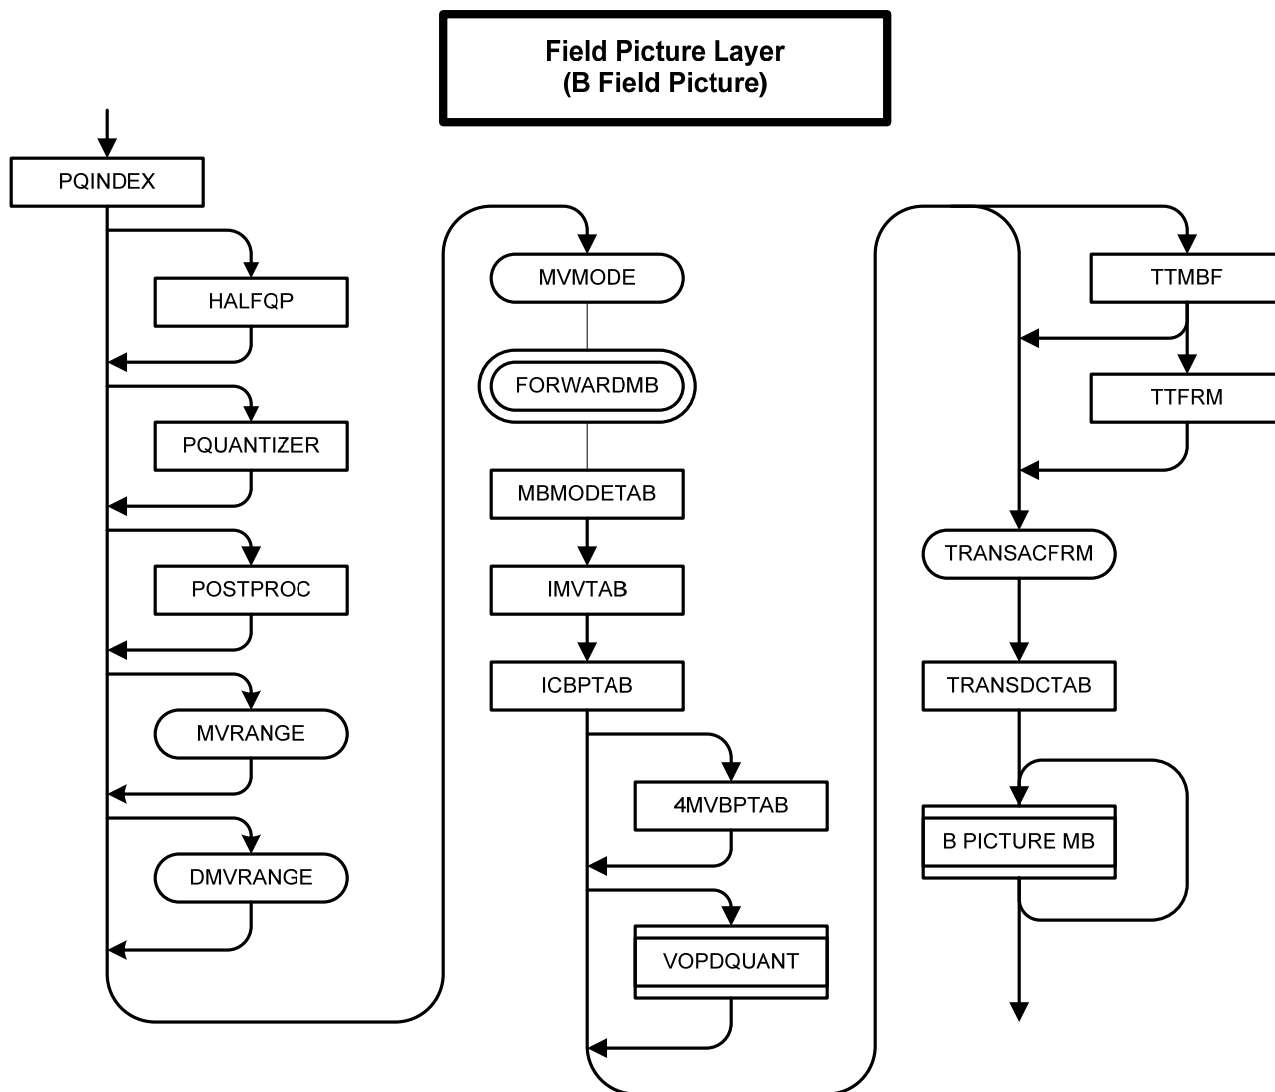 Field Picture Layer
(B Field Picture)
PQINDEX
HALFQP
PQUANTIZER
POSTPROC
MVRANGE
DMVRANGE
MVMODE
FORWARDMB
MBMODETAB
IMVTAB
ICBPTAB
4MVBPTAB
VOPDQUANT
TTMBF
TTFRM
TRANSACFRM
TRANSDCTAB
B PICTURE MB